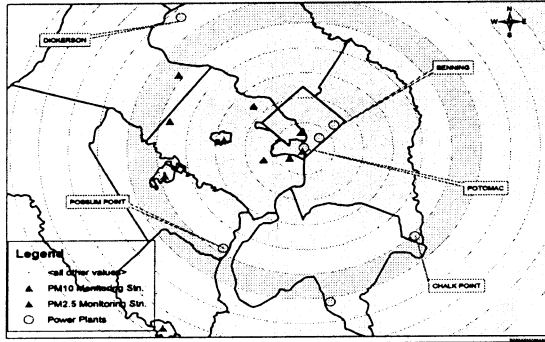 N
W E
S
DICKERSON
BENNING
POTOMAC
POSSUM POINT
CHALK POINT
Legend
<all other values>
PM10 Monitoring Stn.
PM2.5 Monitoring Stn.
Power Plants